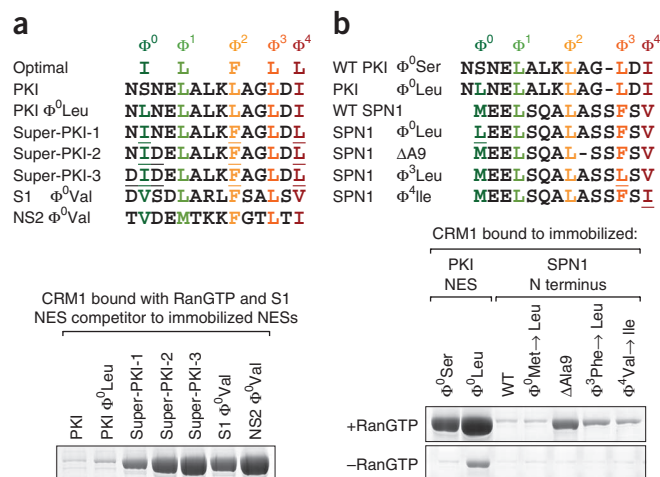 a
Φ⁰ Φ¹ Φ² Φ³ Φ⁴
Optimal I L F L L
PKI NSNELALKLAGLDI
PKI Φ⁰Leu NLNELALKLAGLDI
Super-PKI-1 NINELALKFAGLDL
Super-PKI-2 NIDELALKFAGLDL
Super-PKI-3 DIDELALKFAGLDL
S1 Φ⁰Val DVSDLARLFSALSV
NS2 Φ⁰Val TVDEMTKKFGTLTI
CRM1 bound with RanGTP and S1
NES competitor to immobilized NESs
PKI
PKI Φ⁰Leu
Super-PKI-1
Super-PKI-2
Super-PKI-3
S1 Φ⁰Val
NS2 Φ⁰Val
b
Φ⁰ Φ¹ Φ² Φ³ Φ⁴
WT PKI Φ⁰Ser NSNELALKLAG-LDI
PKI Φ⁰Leu NLNELALKLAG-LDI
WT SPN1 MEELSQALASSFSV
SPN1 Φ⁰Leu LEELSQALASSFSV
SPN1 ΔA9 MEELSQAL-SSFSV
SPN1 Φ³Leu MEELSQALASSLSV
SPN1 Φ⁴Ile MEELSQALASSFSI
CRM1 bound to immobilized:
PKI NES
SPN1 N terminus
Φ⁰Ser
Φ⁰Leu
WT
Φ⁰Met→Leu
ΔAla9
Φ³Phe→Leu
Φ⁴Val→Ile
+RanGTP
−RanGTP